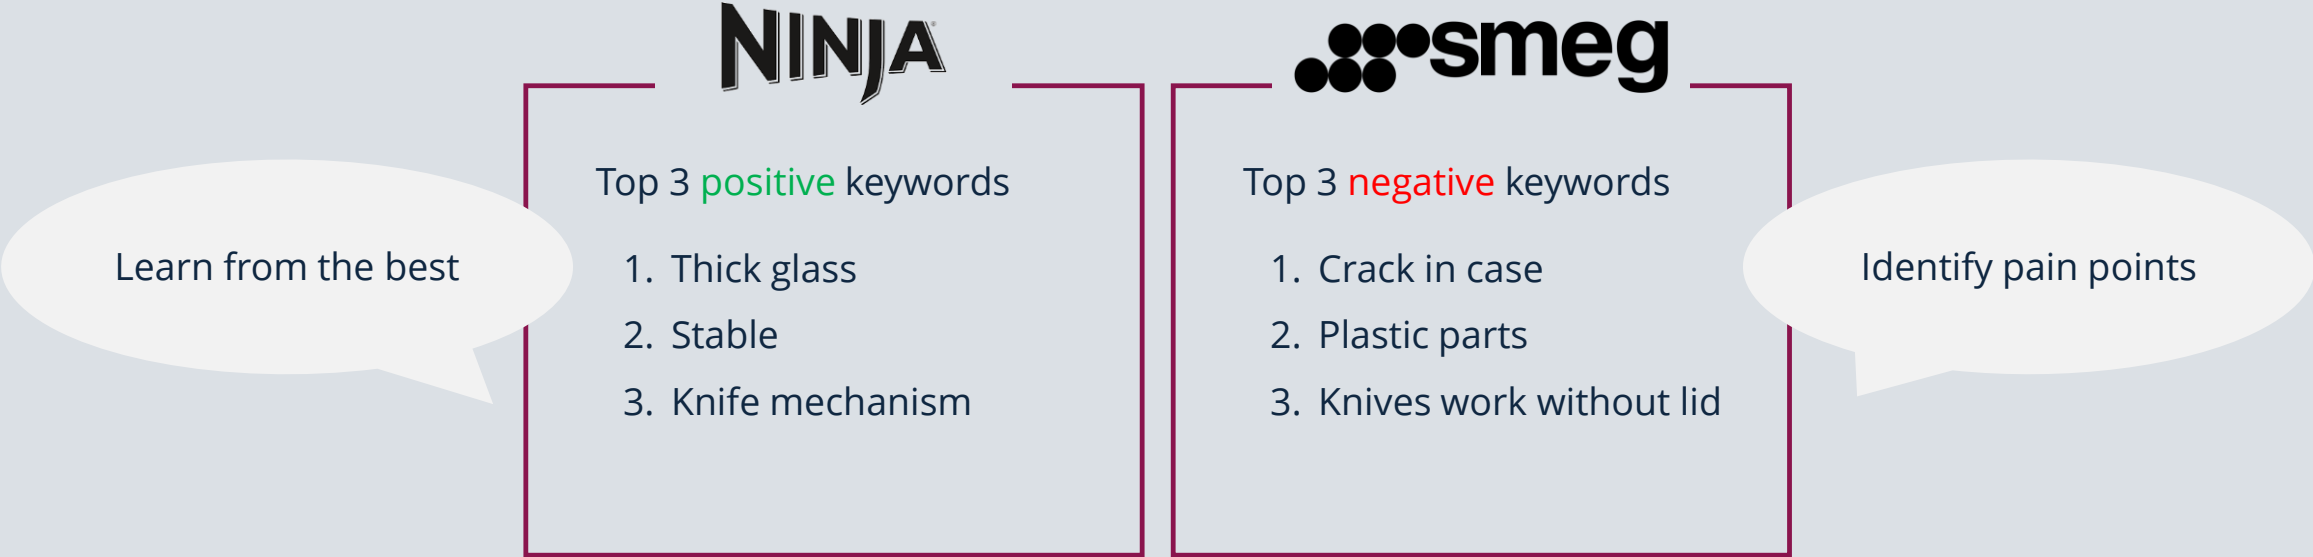 NINJA
smeg
Learn from the best
Top 3 positive keywords
1. Thick glass
2. Stable
3. Knife mechanism
Top 3 negative keywords
1. Crack in case
2. Plastic parts
3. Knives work without lid
Identify pain points